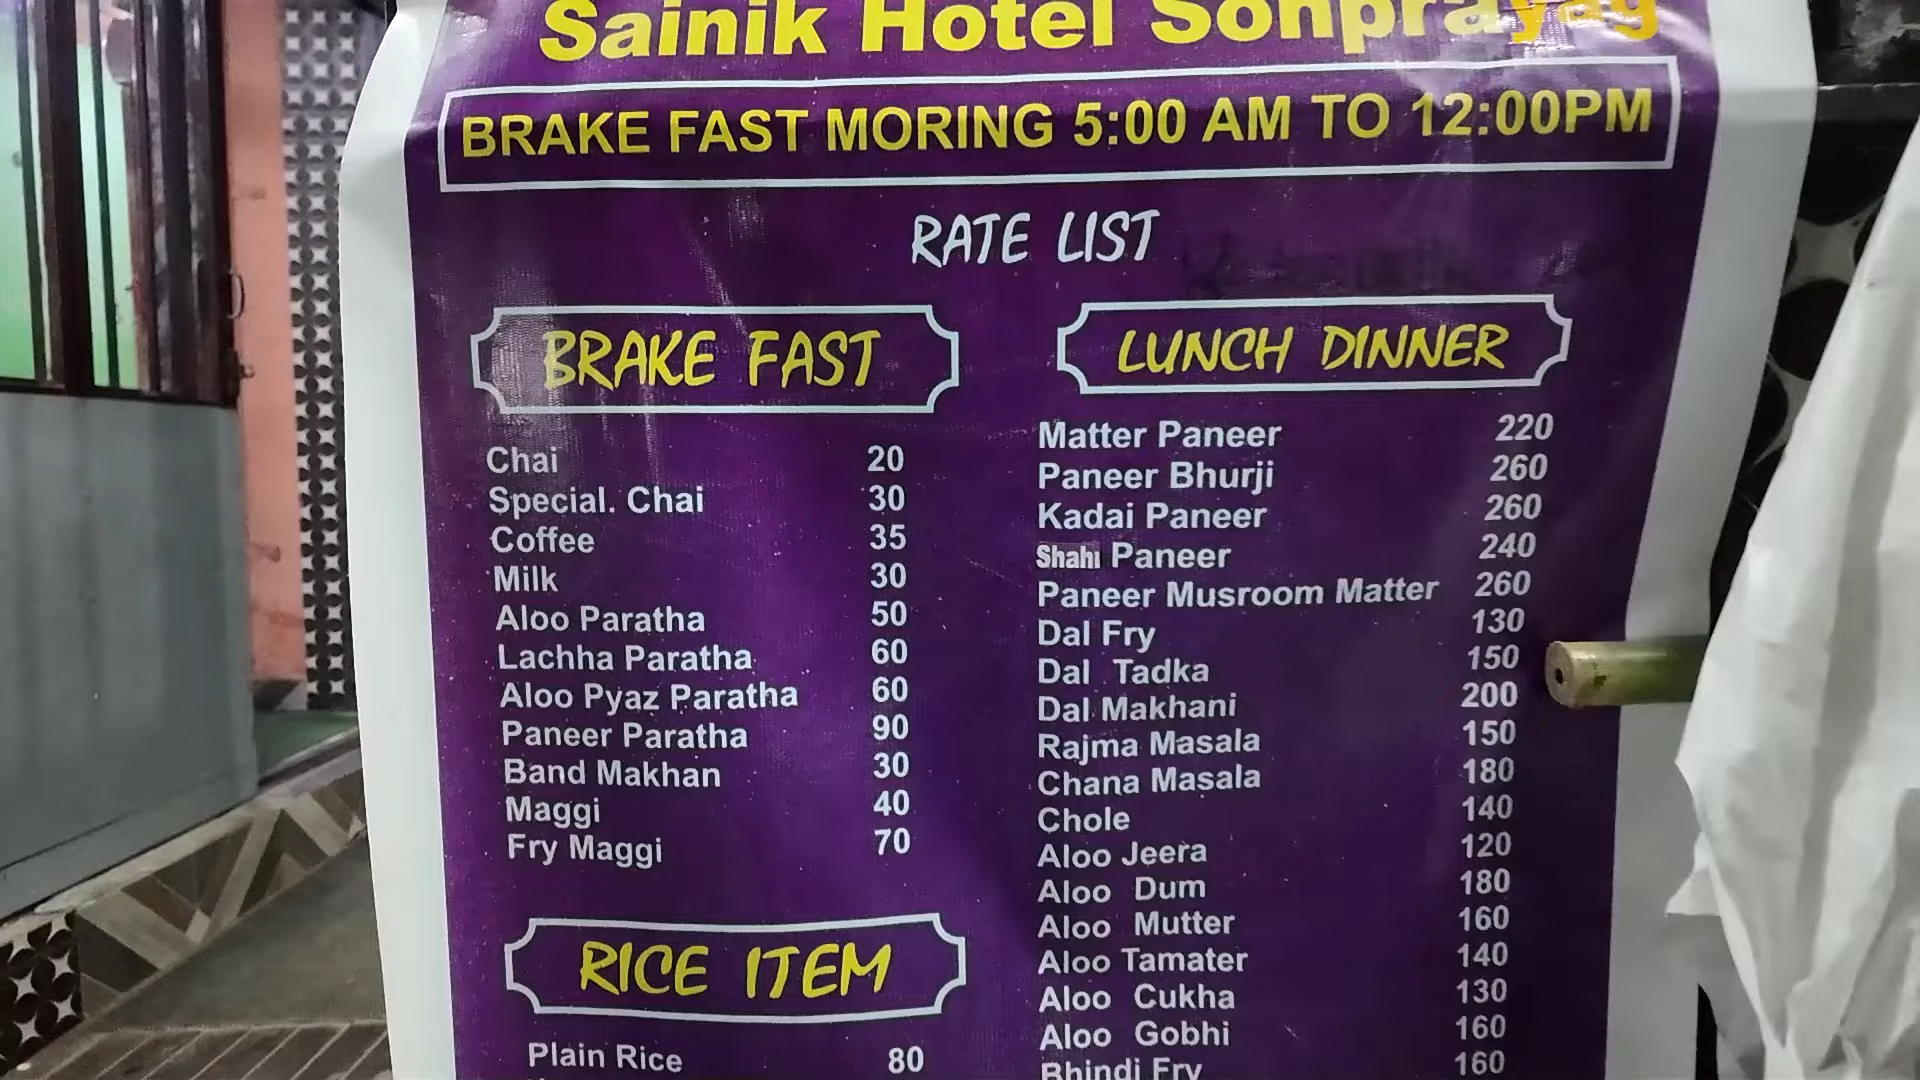 Sainik Hotel Sonprayag
BRAKE FAST MORING 5:00 AM TO 12:00PM
RATE LIST
BRAKE FAST
Chai 20
Special. Chai 30
Coffee 35
Milk 30
Aloo Paratha 50
Lachha Paratha 60
Aloo Pyaz Paratha 60
Paneer Paratha 90
Band Makhan 30
Maggi 40
Fry Maggi 70
RICE ITEM
Plain Rice 80
LUNCH DINNER
Matter Paneer 220
Paneer Bhurji 260
Kadai Paneer 260
Shahi Paneer 240
Paneer Musroom Matter 260
Dal Fry 130
Dal Tadka 150
Dal Makhani 200
Rajma Masala 150
Chana Masala 180
Chole 140
Aloo Jeera 120
Aloo Dum 180
Aloo Mutter 160
Aloo Tamater 140
Aloo Cukha 130
Aloo Gobhi 160
Bhindi Fry 160